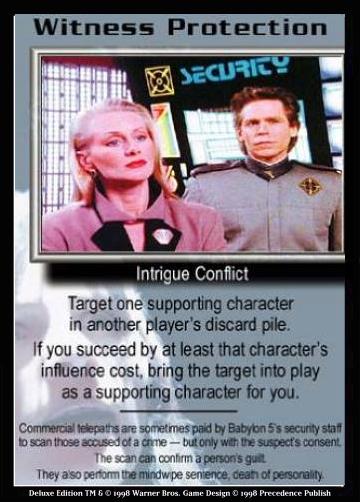 Witness Protection
SECURITY
Intrigue Conflict
Target one supporting character
in another player's discard pile.
If you succeed by at least that character's
influence cost, bring the target into play
as a supporting character for you.
Commercial telepaths are sometimes paid by Babylon 5's security staff
to scan those accused of a crime — but only with the suspect's consent.
The scan can confirm a person's guilt.
They also perform the mindwipe sentence, death of personality.
Deluxe Edition TM & © 1998 Warner Bros. Game Design © 1998 Precedence Publish